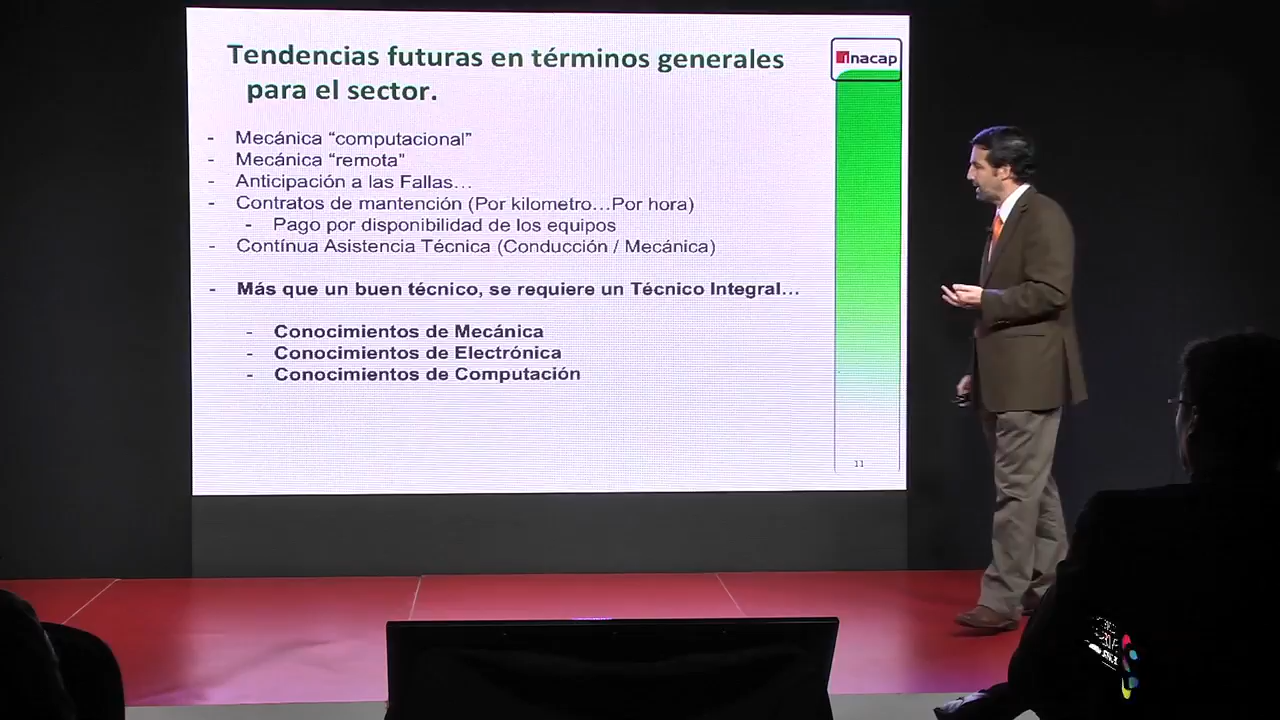 Tendencias futuras en términos generales
para el sector.
inacap
- Mecánica “computacional”
- Mecánica “remota”
- Anticipación a las Fallas…
- Contratos de mantención (Por kilometro…Por hora)
- Pago por disponibilidad de los equipos
- Contínua Asistencia Técnica (Conducción / Mecánica)
- Más que un buen técnico, se requiere un Técnico Integral…
- Conocimientos de Mecánica
- Conocimientos de Electrónica
- Conocimientos de Computación
11